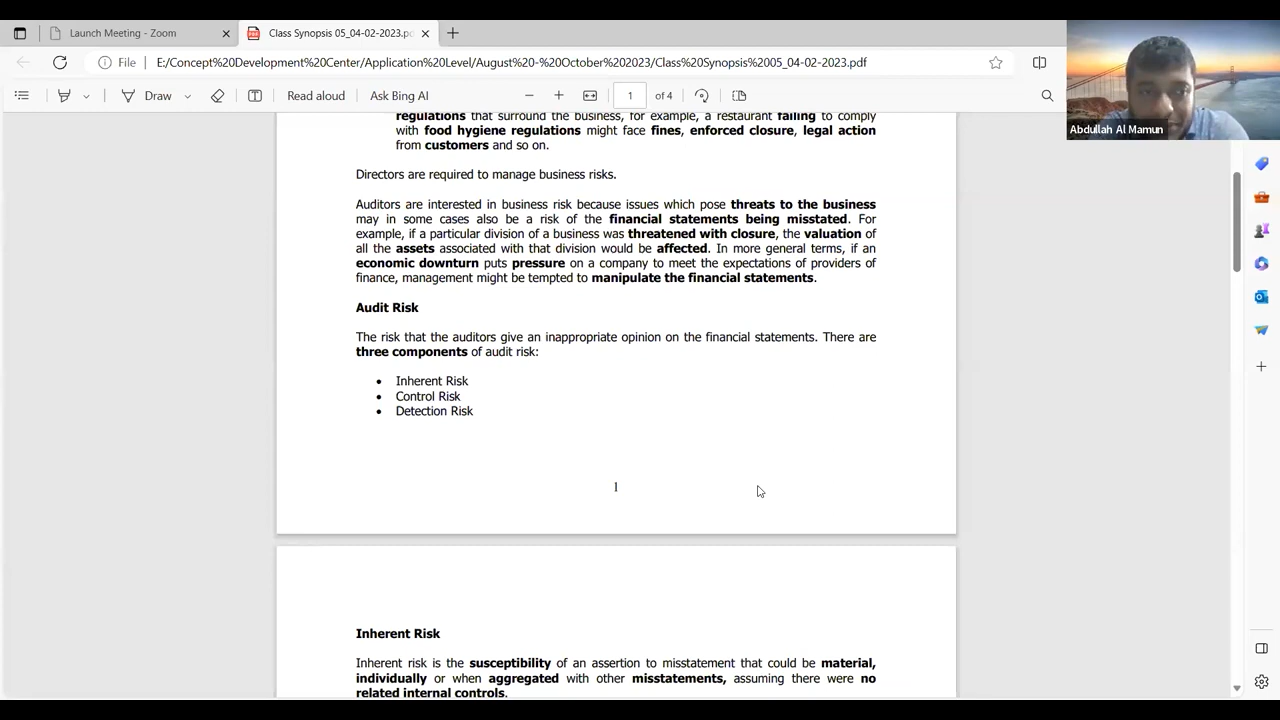 Launch Meeting - Zoom
Class Synopsis 05_04-02-2023.pd
File
E:/Concept%20Development%20Center/Application%20Level/August%20-%20October%202023/Class%20Synopsis%2005_04-02-2023.pdf
Draw
Read aloud
Ask Bing AI
1 of 4
Abdullah Al Mamun
regulations that surround the business, for example, a restaurant failing to comply
with food hygiene regulations might face fines, enforced closure, legal action
from customers and so on.
Directors are required to manage business risks.
Auditors are interested in business risk because issues which pose threats to the business
may in some cases also be a risk of the financial statements being misstated. For
example, if a particular division of a business was threatened with closure, the valuation of
all the assets associated with that division would be affected. In more general terms, if an
economic downturn puts pressure on a company to meet the expectations of providers of
finance, management might be tempted to manipulate the financial statements.
Audit Risk
The risk that the auditors give an inappropriate opinion on the financial statements. There are
three components of audit risk:
• Inherent Risk
• Control Risk
• Detection Risk
1
Inherent Risk
Inherent risk is the susceptibility of an assertion to misstatement that could be material,
individually or when aggregated with other misstatements, assuming there were no
related internal controls.